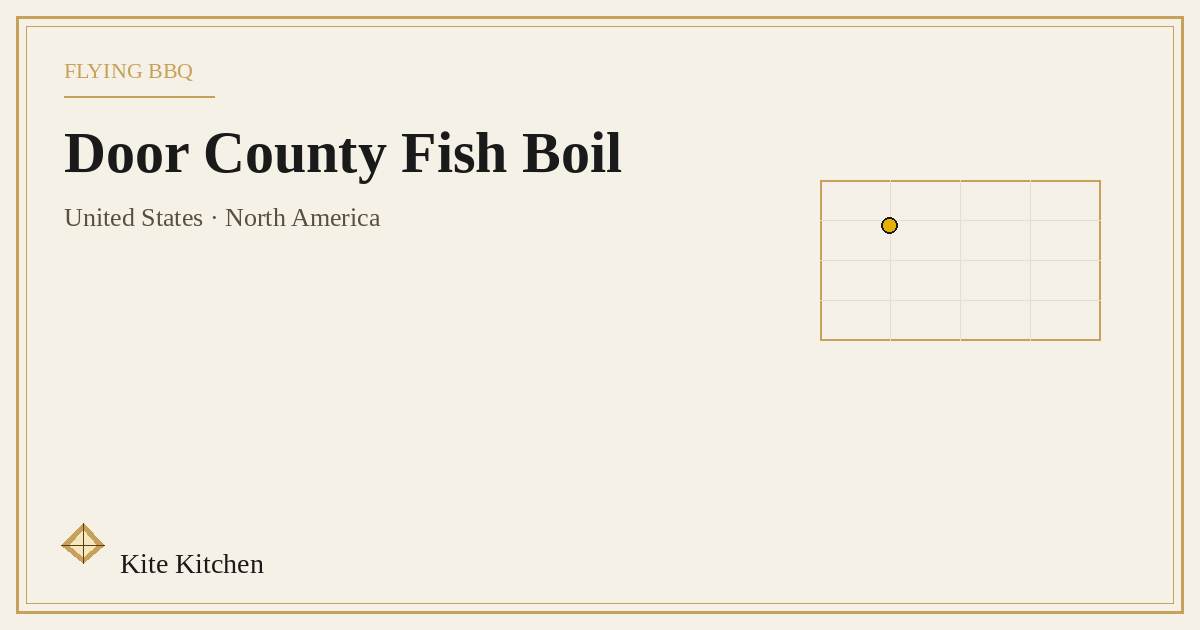 FLYING BBQ
Door County Fish Boil
United States · North America
Kite Kitchen